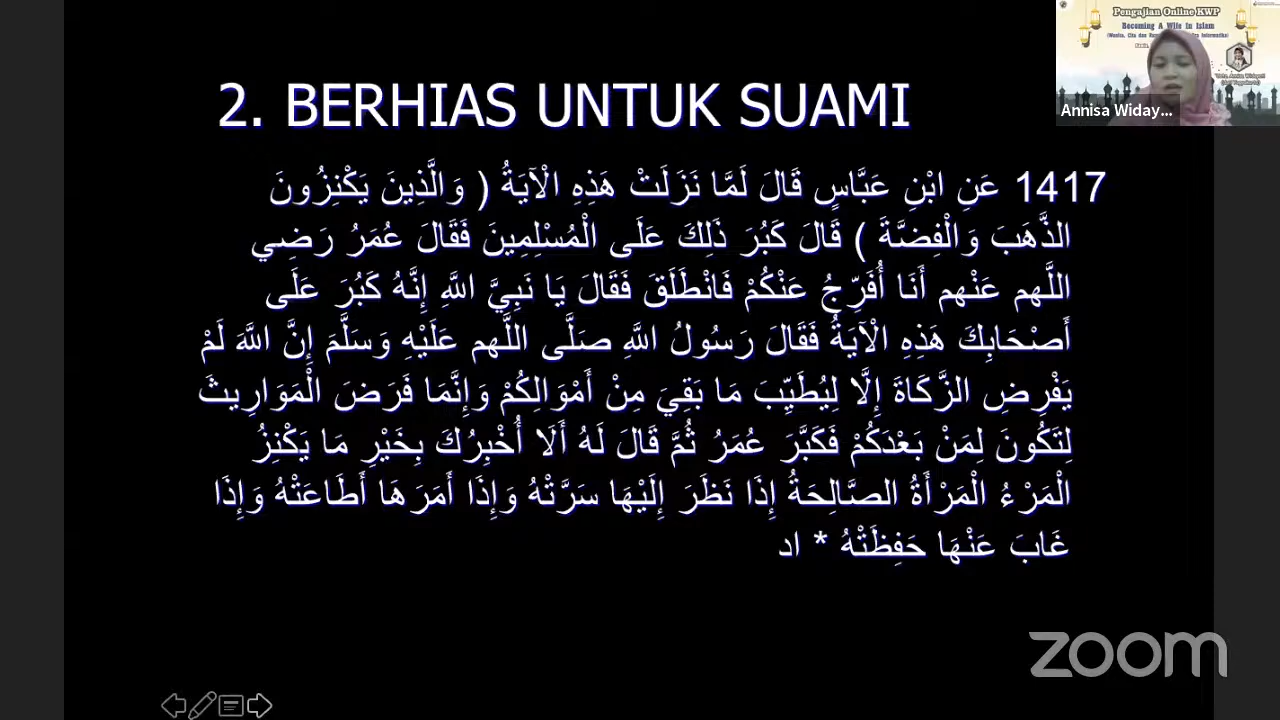 2. BERHIAS UNTUK SUAMI
1417 عَنِ ابْنِ عَبَّاسٍ قَالَ لَمَّا نَزَلَتْ هَذِهِ الْآيَةُ ( وَالَّذِينَ يَكْنِزُونَ
الذَّهَبَ وَالْفِضَّةَ ) قَالَ كَبُرَ ذَلِكَ عَلَى الْمُسْلِمِينَ فَقَالَ عُمَرُ رَضِي
اللَّهم عَنْهم أَنَا أُفَرِّجُ عَنْكُمْ فَانْطَلَقَ فَقَالَ يَا نَبِيَّ اللَّهِ إِنَّهُ كَبُرَ عَلَى
أَصْحَابِكَ هَذِهِ الْآيَةُ فَقَالَ رَسُولُ اللَّهِ صَلَّى اللَّهم عَلَيْهِ وَسَلَّمَ إِنَّ اللَّهَ لَمْ
يَفْرِضِ الزَّكَاةَ إِلَّا لِيُطَيِّبَ مَا بَقِيَ مِنْ أَمْوَالِكُمْ وَإِنَّمَا فَرَضَ الْمَوَارِيثَ
لِتَكُونَ لِمَنْ بَعْدَكُمْ فَكَبَّرَ عُمَرُ ثُمَّ قَالَ لَهُ أَلَا أُخْبِرُكَ بِخَيْرِ مَا يَكْنِزُ
الْمَرْءُ الْمَرْأَةُ الصَّالِحَةُ إِذَا نَظَرَ إِلَيْهَا سَرَّتْهُ وَإِذَا أَمَرَهَا أَطَاعَتْهُ وَإِذَا
غَابَ عَنْهَا حَفِظَتْهُ * اد
Pengajian Online KWP
Becoming A Wife in Islam
Annisa Widay...
zoom